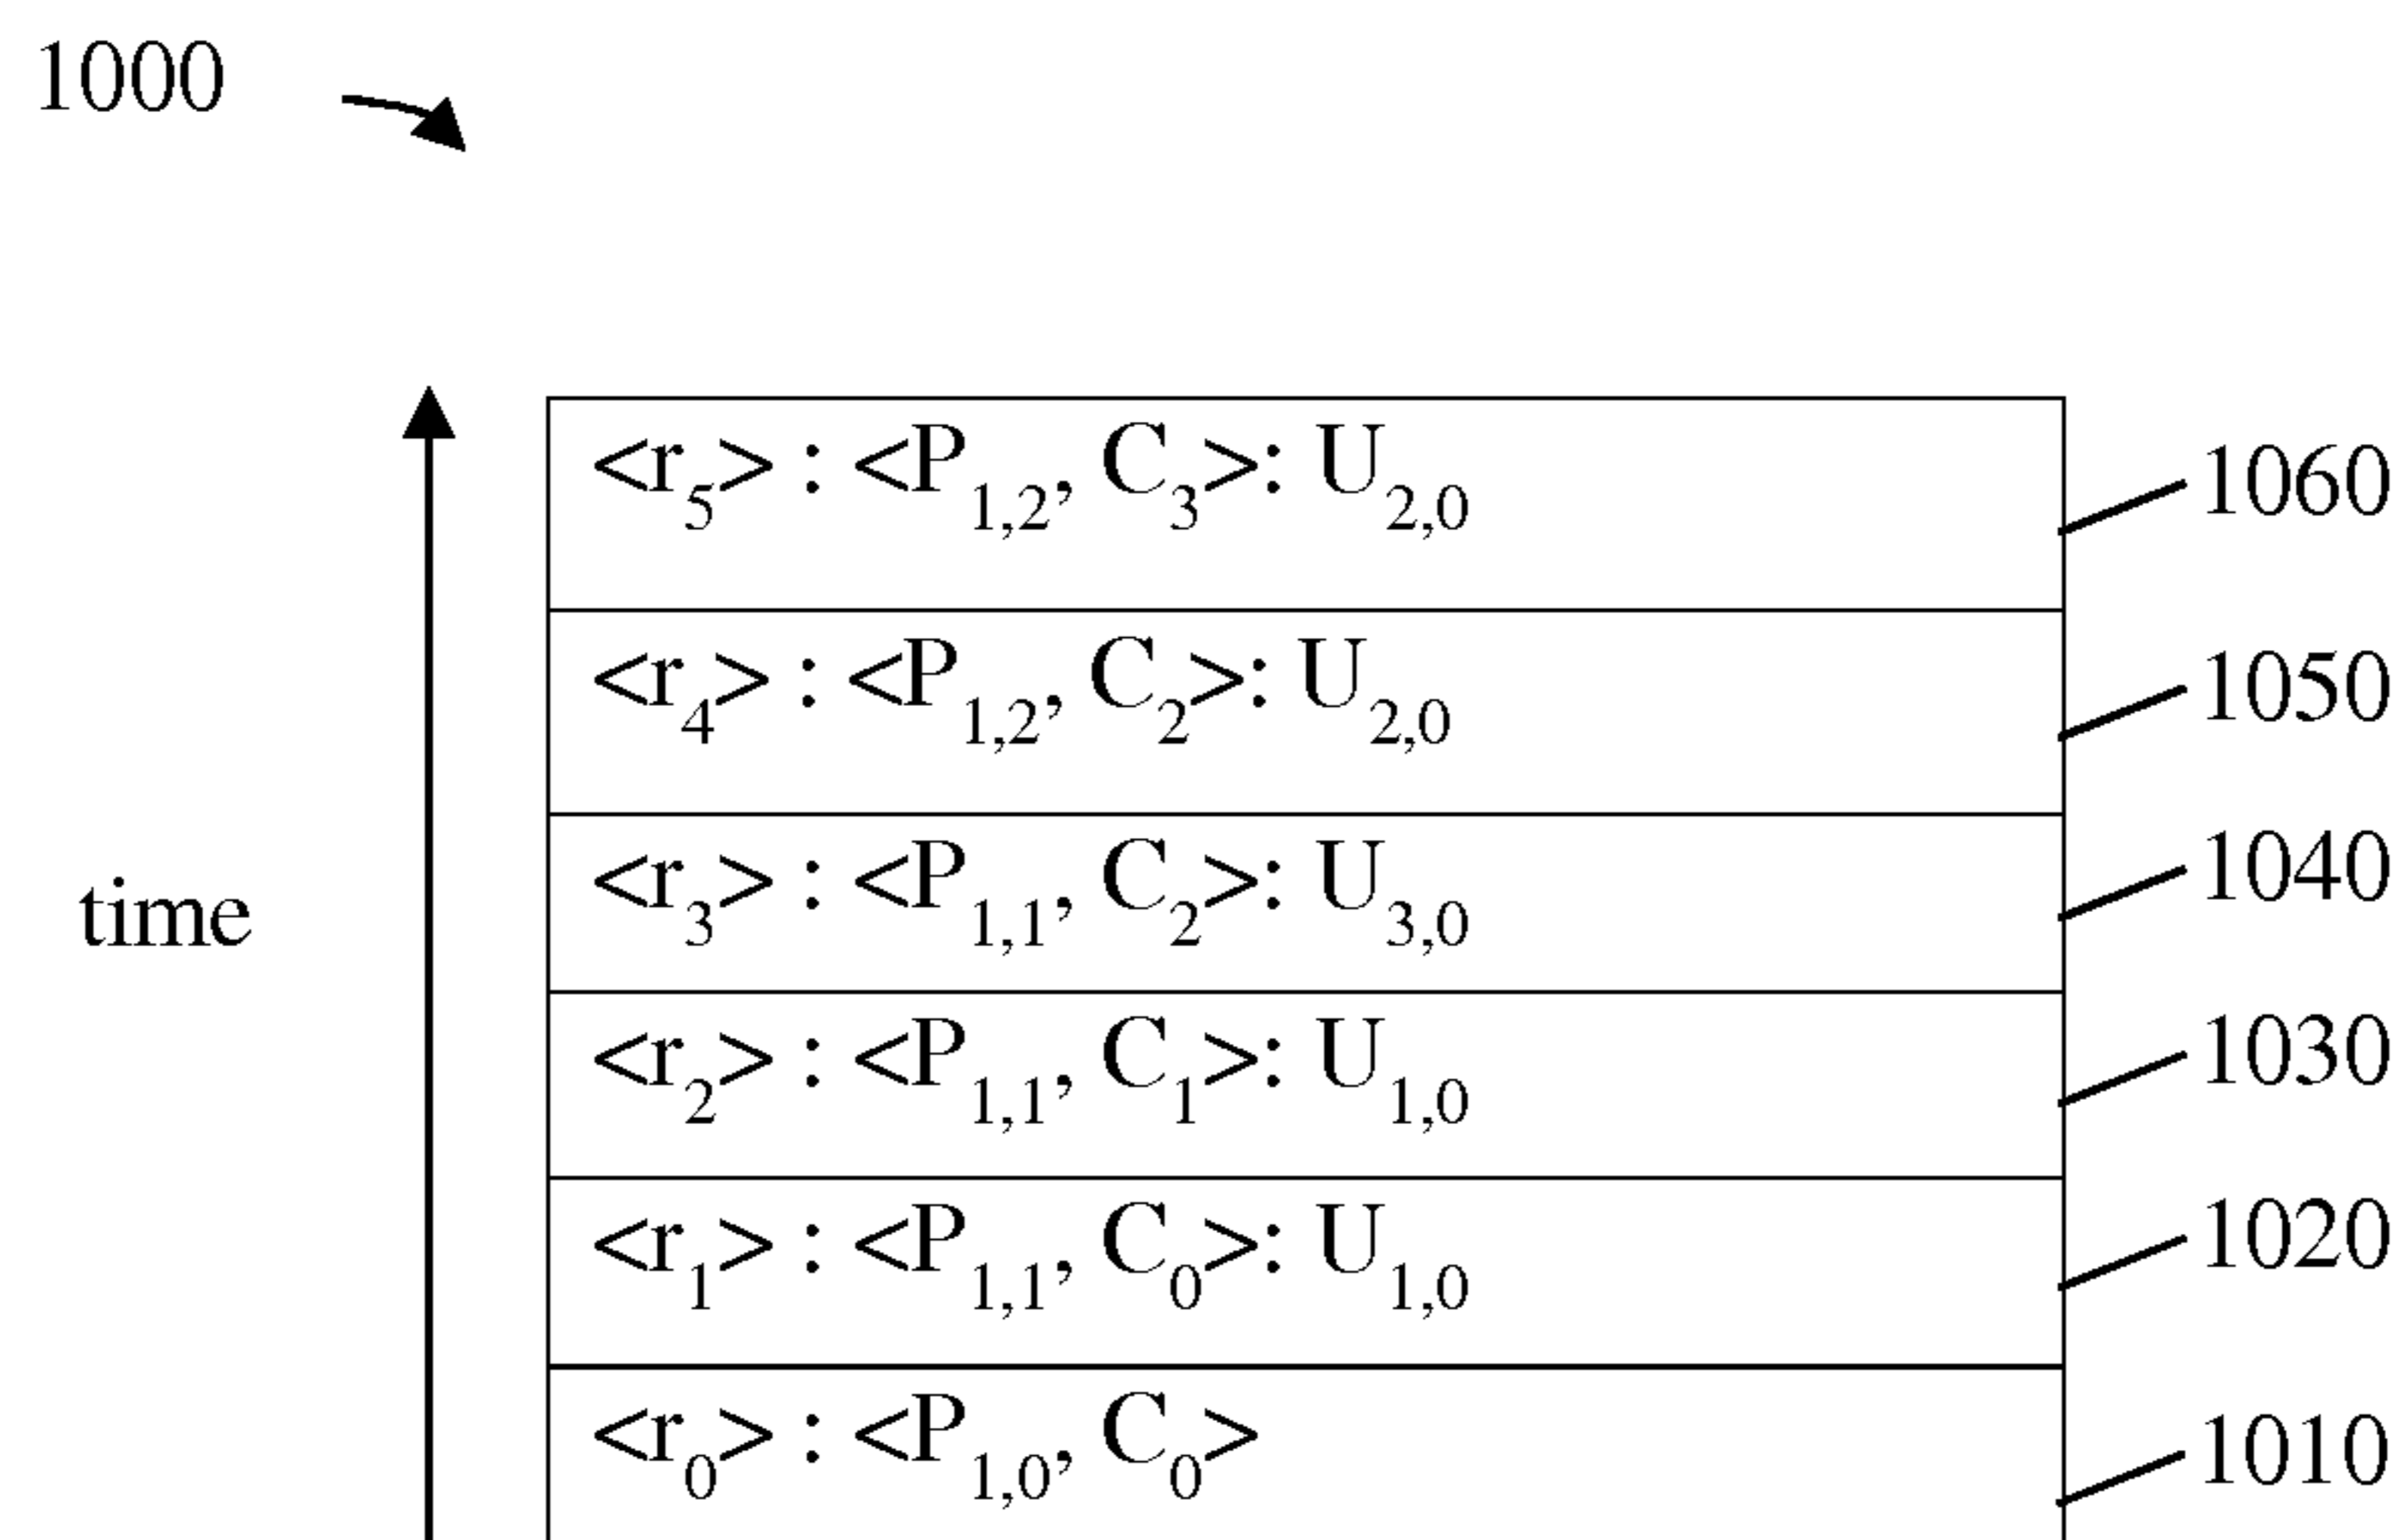 1000
<r₅> : <P₁,₂, C₃>: U₂,₀ 1060
<r₄> : <P₁,₂, C₂>: U₂,₀ 1050
<r₃> : <P₁,₁, C₂>: U₃,₀ 1040
time
<r₂> : <P₁,₁, C₁>: U₁,₀ 1030
<r₁> : <P₁,₁, C₀>: U₁,₀ 1020
<r₀> : <P₁,₀, C₀> 1010